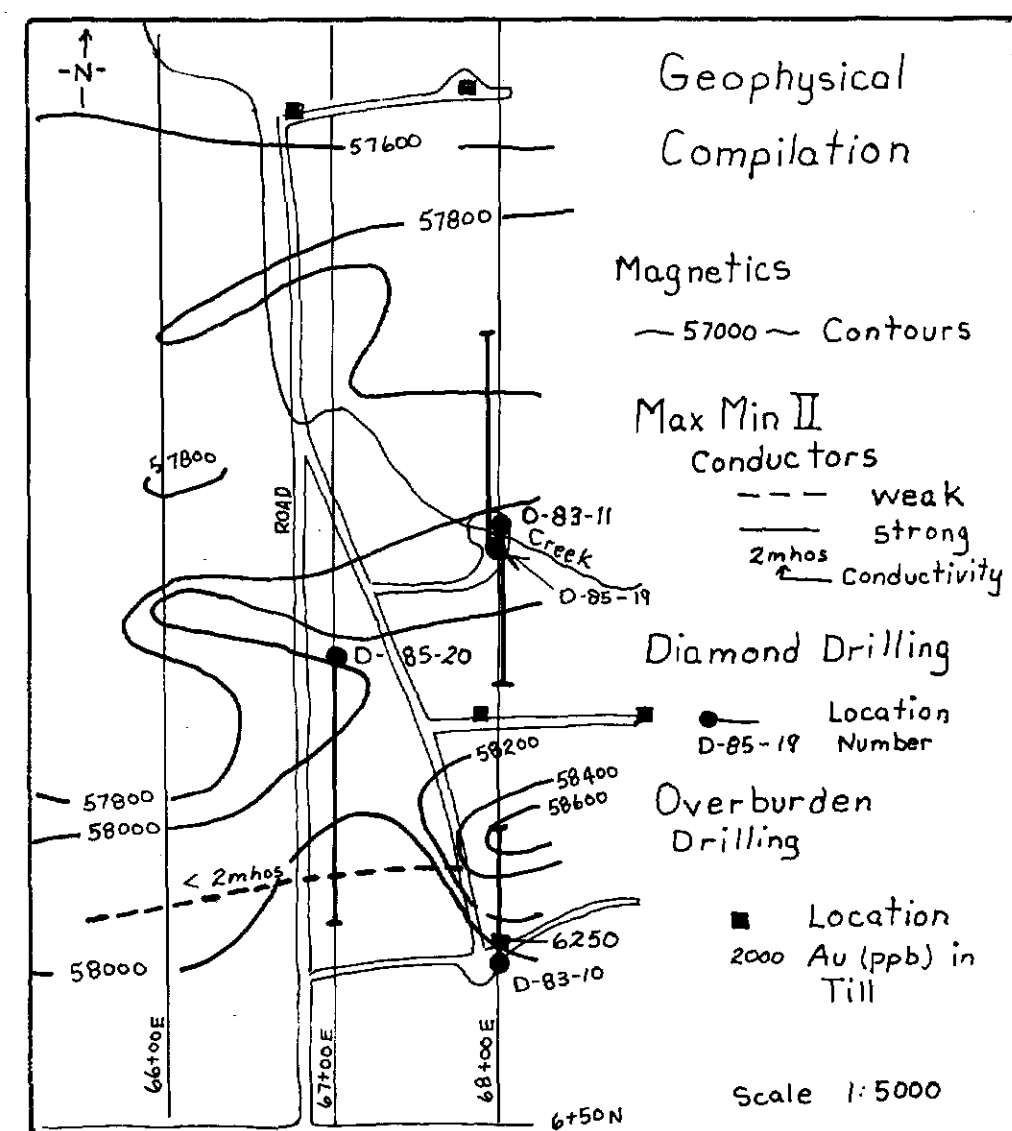 -N-
Geophysical
Compilation
57600
57800
Magnetics
~ 57000 ~ Contours
Max Min II
Conductors
--- weak
— strong
2mhos
Conductivity
57800
ROAD
D-83-11
Creek
D-85-19
D-85-20
Diamond Drilling
Location
D-85-19 Number
58200
58400
58600
57800
58000
Overburden
Drilling
< 2mhos
Location
2000 Au (ppb) in
Till
6250
58000
D-83-10
66+00E
67+00E
68+00E
6+50N
Scale 1:5000